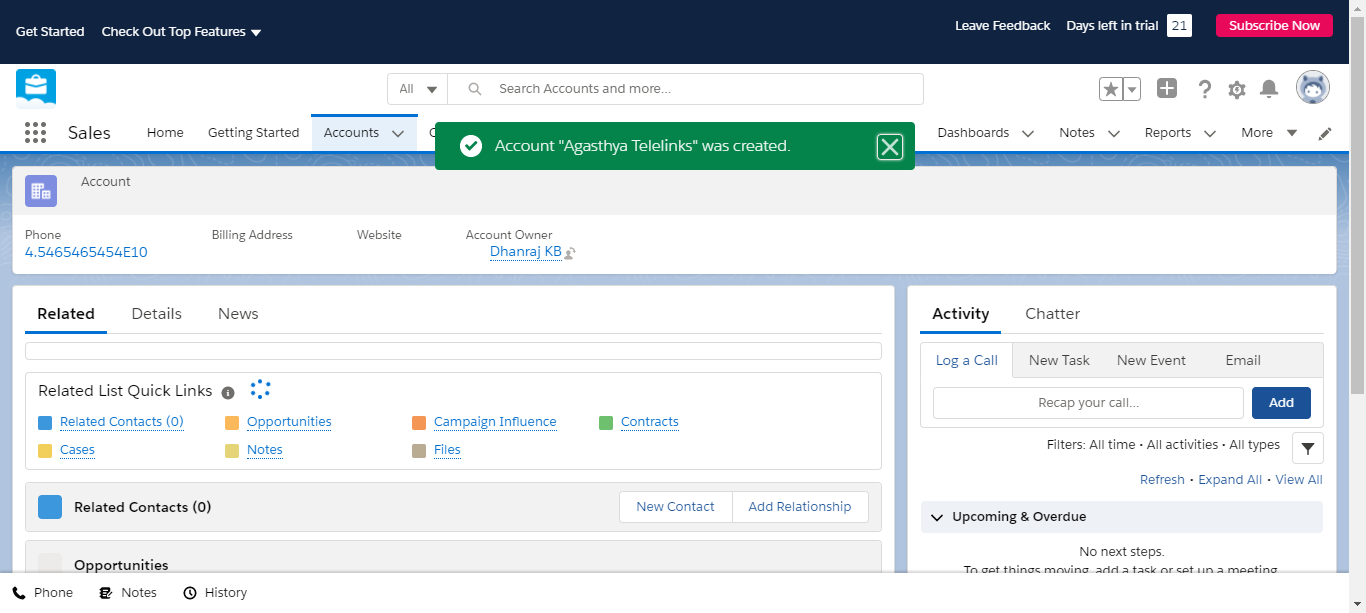 Get Started Check Out Top Features Leave Feedback Days left in trial 21 Subscribe Now
All Search Accounts and more...
Sales Home Getting Started Accounts Dashboards Notes Reports More
Account "Agasthya Telelinks" was created.
Account
Phone Billing Address Website Account Owner
4.5465465454E10 Dhanraj KB
Related Details News Activity Chatter
Log a Call New Task New Event Email
Related List Quick Links
Recap your call... Add
Related Contacts (0) Opportunities Campaign Influence Contracts
Cases Notes Files
Filters: All time • All activities • All types
Refresh • Expand All • View All
Related Contacts (0) New Contact Add Relationship
Upcoming & Overdue
No next steps.
Opportunities
To get things moving, add a task or set up a meeting.
Phone Notes History